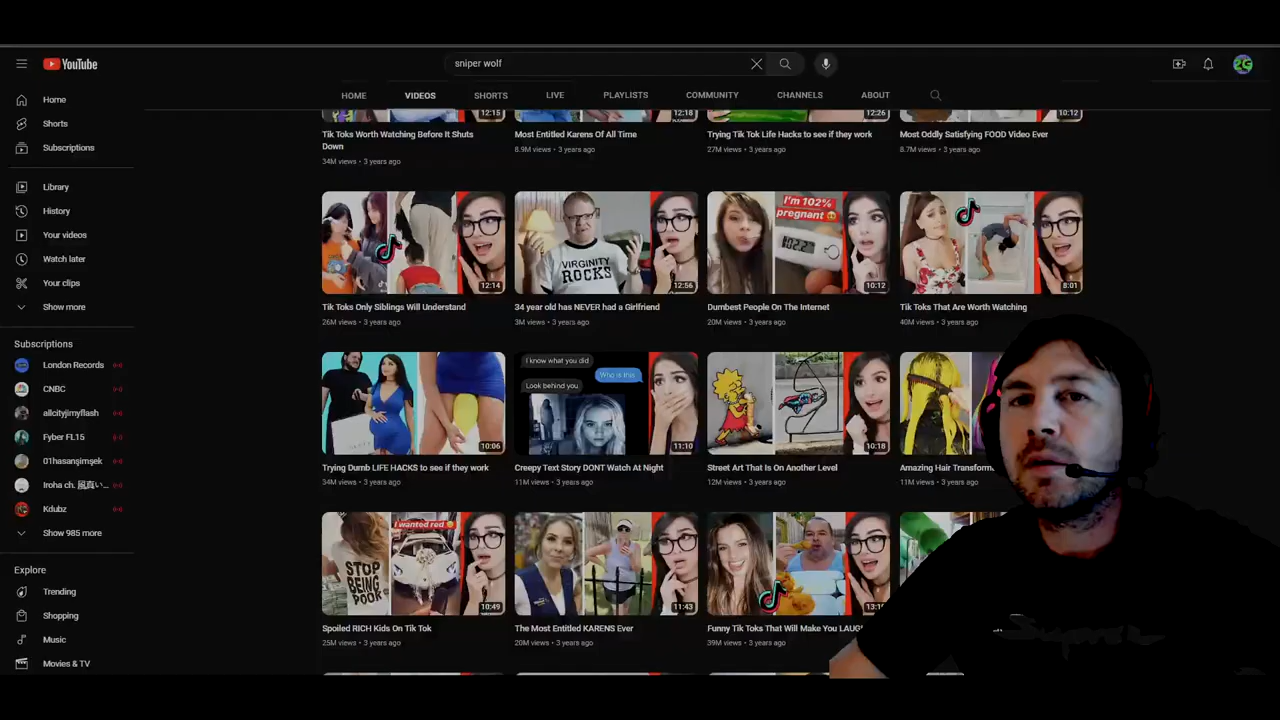 YouTube
sniper wolf
HOME VIDEOS SHORTS LIVE PLAYLISTS COMMUNITY CHANNELS ABOUT
Home
Shorts
Subscriptions
Library
History
Your videos
Watch later
Your clips
Show more
Subscriptions
London Records
CNBC
allcityjimyflash
Fyber FL15
01hasanşimşek
Iroha ch.
Kdubz
Show 985 more
Explore
Trending
Shopping
Music
Movies & TV
12:15
12:18
12:26
10:12
Tik Toks Worth Watching Before It Shuts
Down
34M views • 3 years ago
Most Entitled Karens Of All Time
8.9M views • 3 years ago
Trying Tik Tok Life Hacks to see if they work
27M views • 3 years ago
Most Oddly Satisfying FOOD Video Ever
8.7M views • 3 years ago
12:14
Tik Toks Only Siblings Will Understand
26M views • 3 years ago
VIRGINITY
ROCKS
12:56
34 year old has NEVER had a Girlfriend
3M views • 3 years ago
I'm 102%
pregnant
10:12
Dumbest People On The Internet
20M views • 3 years ago
8:01
Tik Toks That Are Worth Watching
40M views • 3 years ago
10:06
Trying Dumb LIFE HACKS to see if they work
34M views • 3 years ago
I know what you did
Who is this
Look behind you
11:10
Creepy Text Story DONT Watch At Night
11M views • 3 years ago
10:18
Street Art That Is On Another Level
12M views • 3 years ago
Amazing Hair
11M views • 3 years ago
I wanted red
STOP
BEING
POOR
10:49
Spoiled RICH Kids On Tik Tok
25M views • 3 years ago
11:43
The Most Entitled KARENS Ever
20M views • 3 years ago
Funny Tik Toks That Will Make You
39M views • 3 years ago